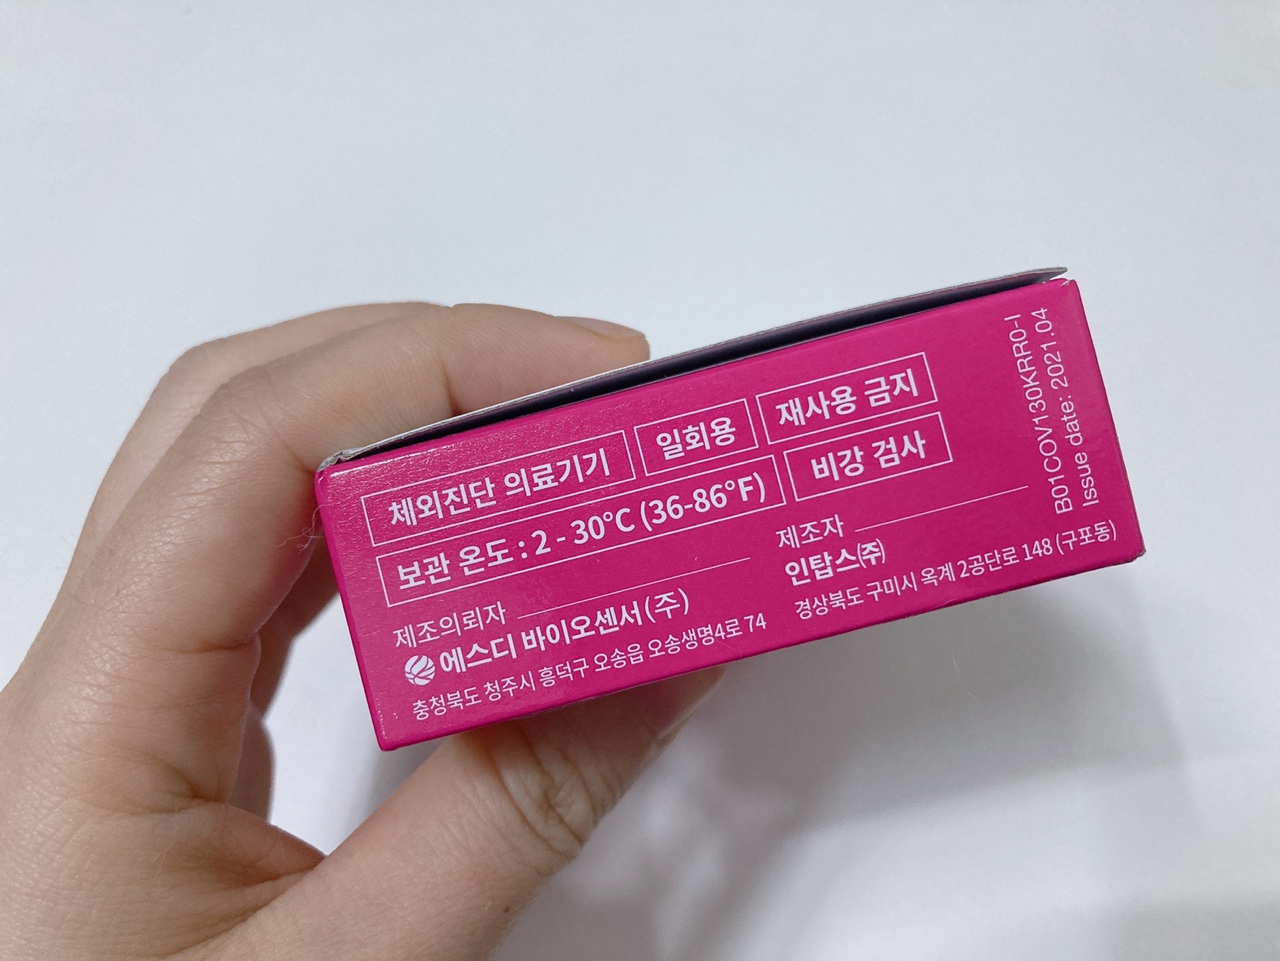 체외진단 의료기기
일회용
재사용 금지
보관 온도 : 2 - 30°C (36-86°F)
비강 검사
제조의뢰자
에스디 바이오센서(주)
충청북도 청주시 흥덕구 오송읍 오송생명4로 74
제조자
인탑스㈜
경상북도 구미시 옥계 2공단로 148 (구포동)
B01COV130KRR0-I
Issue date: 2021.04